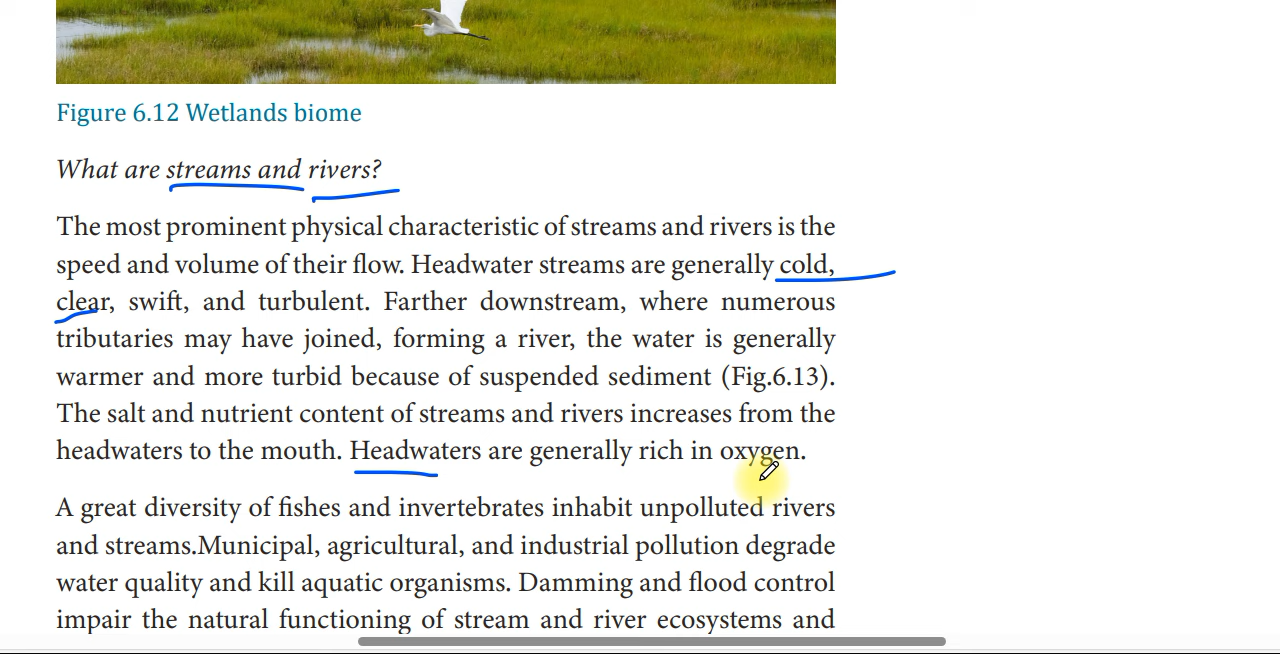 Figure 6.12 Wetlands biome
What are streams and rivers?
The most prominent physical characteristic of streams and rivers is the
speed and volume of their flow. Headwater streams are generally cold,
clear, swift, and turbulent. Farther downstream, where numerous
tributaries may have joined, forming a river, the water is generally
warmer and more turbid because of suspended sediment (Fig.6.13).
The salt and nutrient content of streams and rivers increases from the
headwaters to the mouth. Headwaters are generally rich in oxygen.
A great diversity of fishes and invertebrates inhabit unpolluted rivers
and streams.Municipal, agricultural, and industrial pollution degrade
water quality and kill aquatic organisms. Damming and flood control
impair the natural functioning of stream and river ecosystems and